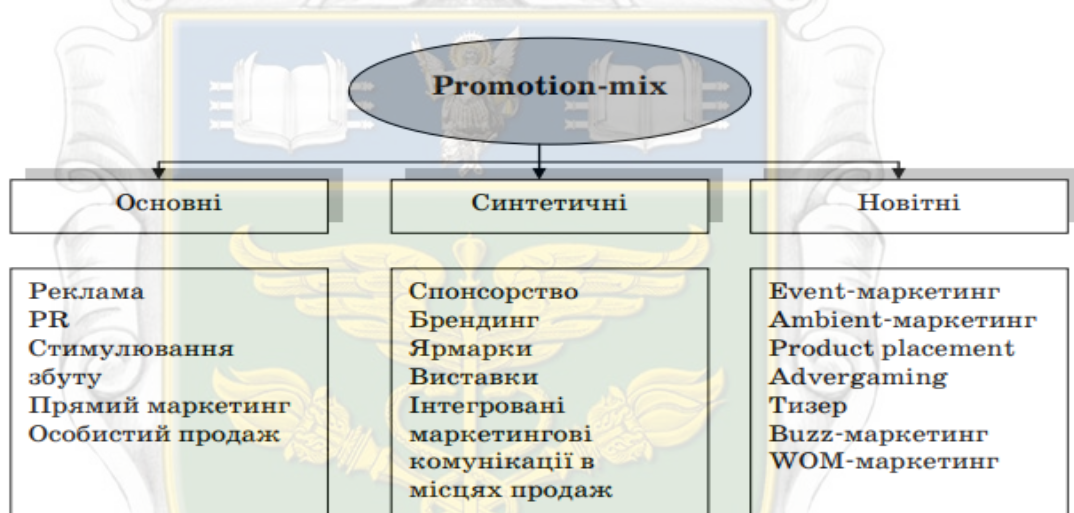 Promotion-mix
Основні
Синтетичні
Новітні
Реклама
PR
Стимулювання
збуту
Прямий маркетинг
Особистий продаж
Спонсорство
Брендинг
Ярмарки
Виставки
Інтегровані
маркетингові
комунікації в
місцях продаж
Event-маркетинг
Ambient-маркетинг
Product placement
Advergaming
Тизер
Buzz-маркетинг
WOM-маркетинг